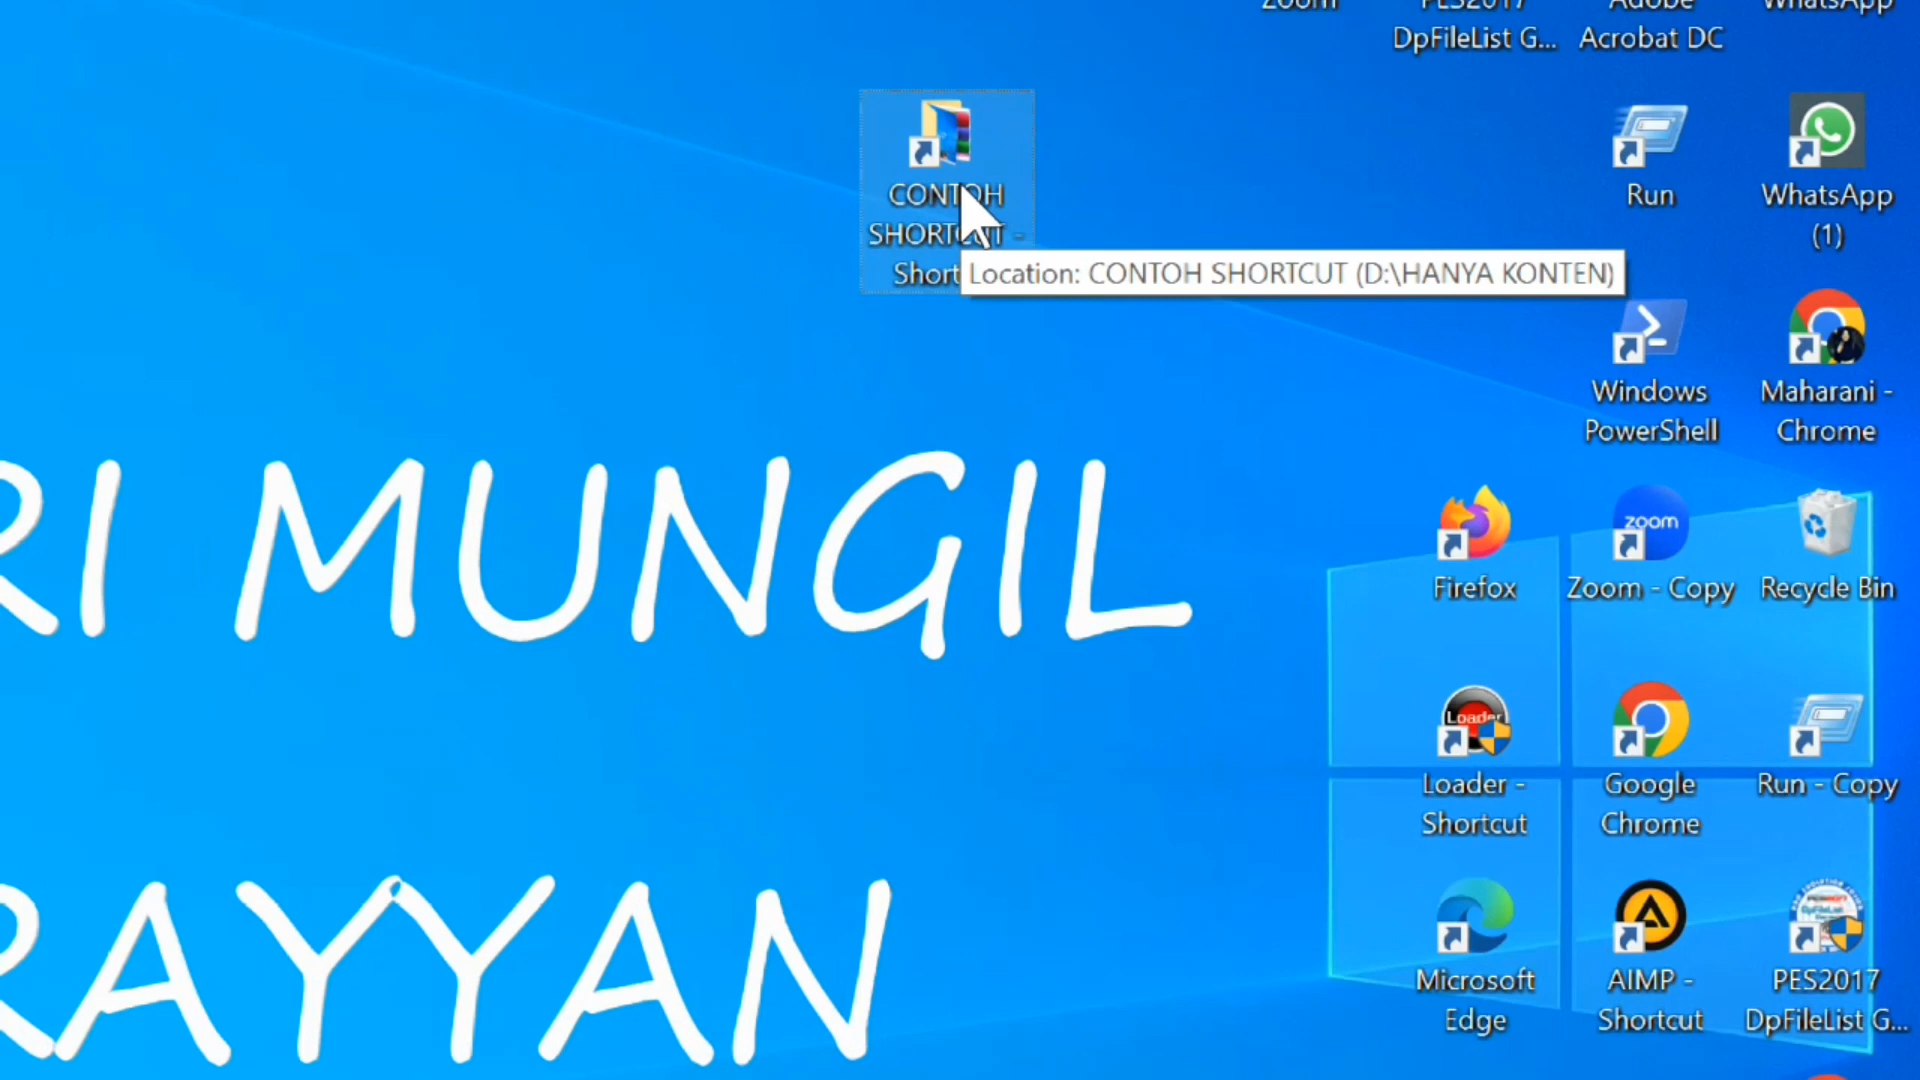 Zoom
PES2017
DpFileList G...
Adobe
Acrobat DC
WhatsApp
CONTOH
SHORTCUT -
Short
Location: CONTOH SHORTCUT (D:\HANYA KONTEN)
Run
WhatsApp
(1)
Windows
PowerShell
Maharani -
Chrome
RI MUNGIL
zoom
Firefox
Zoom - Copy
Recycle Bin
Loader
Loader -
Shortcut
Google
Chrome
Run - Copy
RAYYAN
Microsoft
Edge
AIMP -
Shortcut
PES2017
DpFileList G...